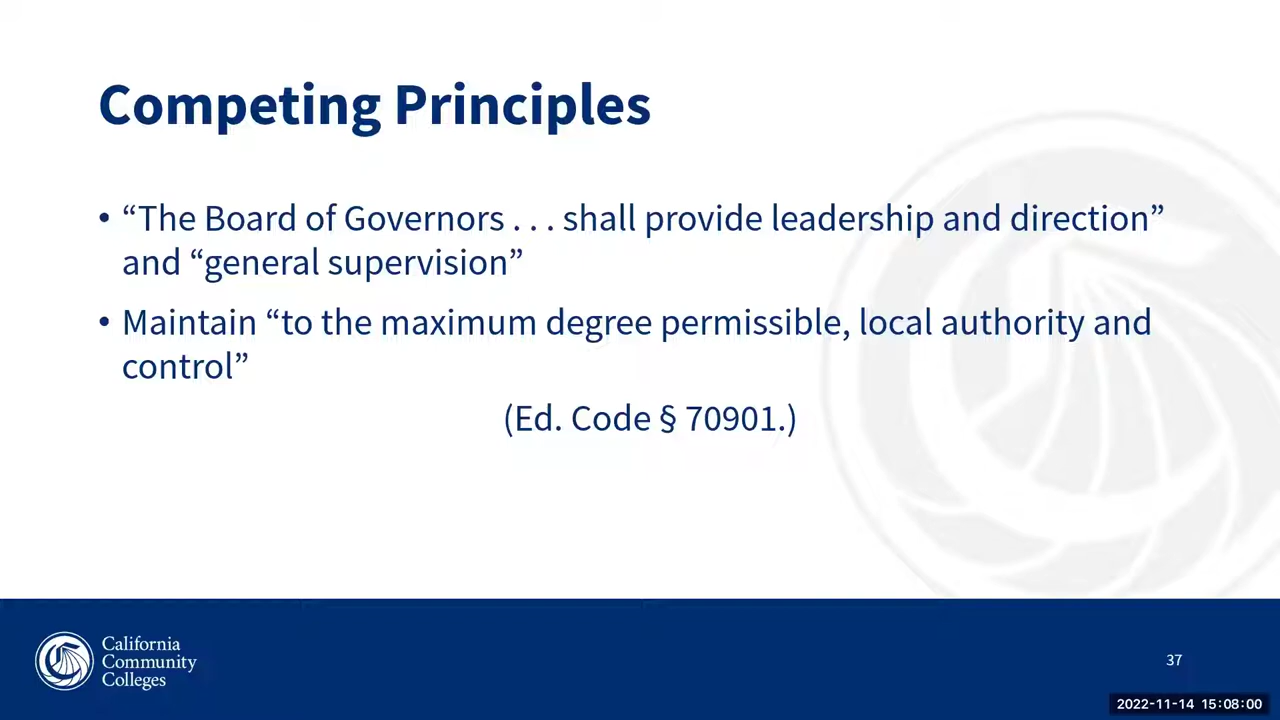 Competing Principles
• “The Board of Governors . . . shall provide leadership and direction”
and “general supervision”
• Maintain “to the maximum degree permissible, local authority and
control”
(Ed. Code § 70901.)
California
Community
Colleges
37
2022-11-14 15:08:00